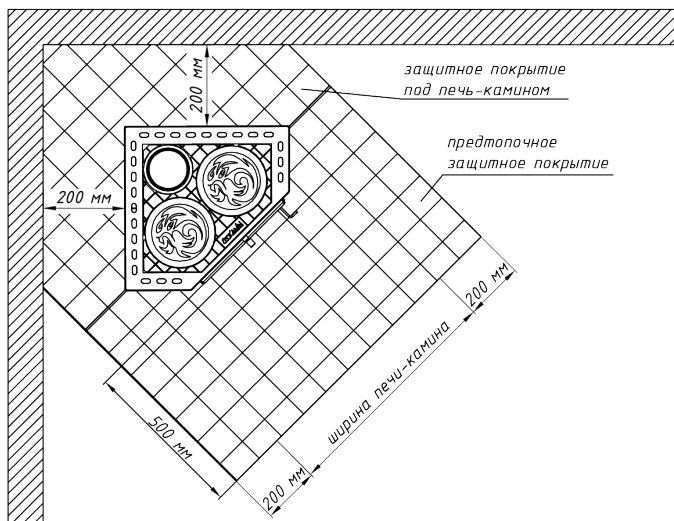 200 мм
защитное покрытие
под печь-камином
предтопочное
защитное покрытие
200 мм
200 мм
ширина печи-камина
500 мм
200 мм